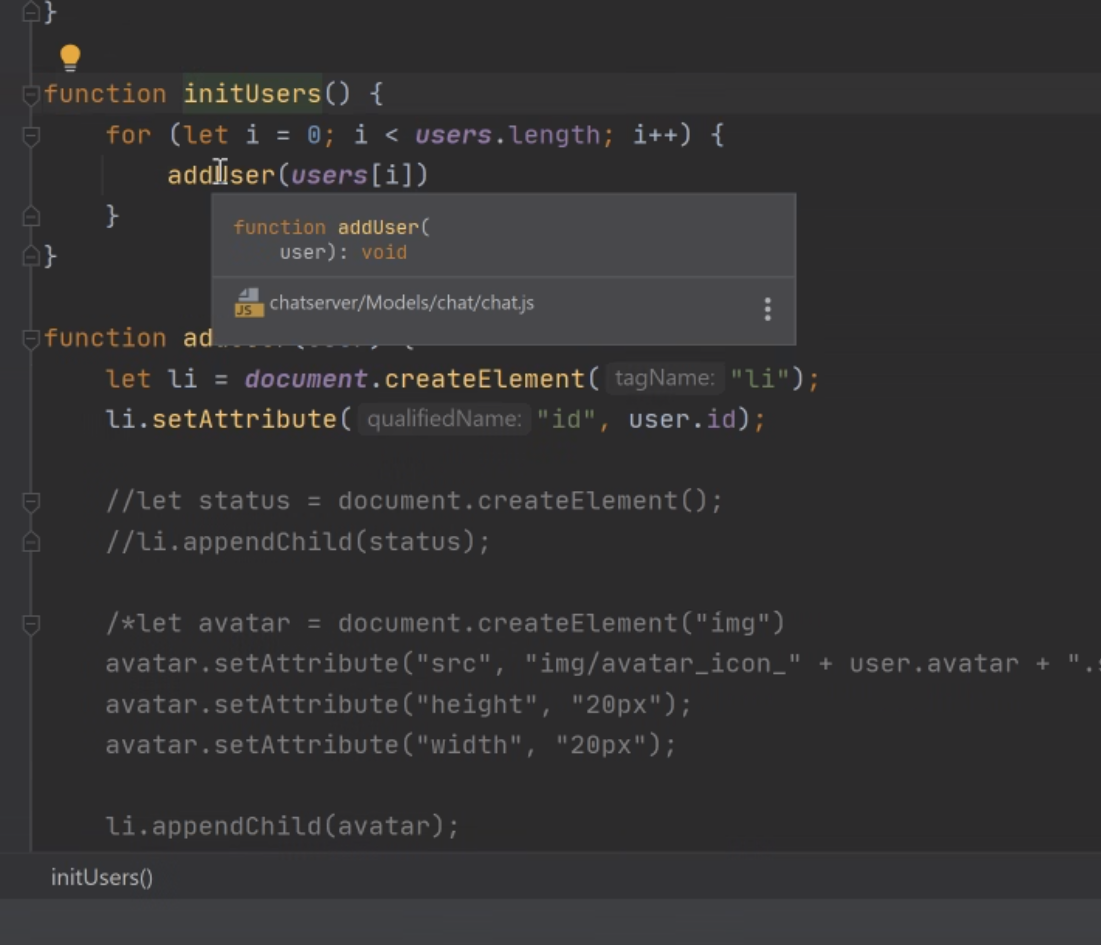 }
function initUsers() {
for (let i = 0; i < users.length; i++) {
addUser(users[i])
}
function addUser(
user): void
}
JS chatserver/Models/chat/chat.js
function
let li = document.createElement( tagName: "li");
li.setAttribute( qualifiedName: "id", user.id);
//let status = document.createElement();
//li.appendChild(status);
/*let avatar = document.createElement("img")
avatar.setAttribute("src", "img/avatar_icon_" + user.avatar + ".
avatar.setAttribute("height", "20px");
avatar.setAttribute("width", "20px");
li.appendChild(avatar);
initUsers()